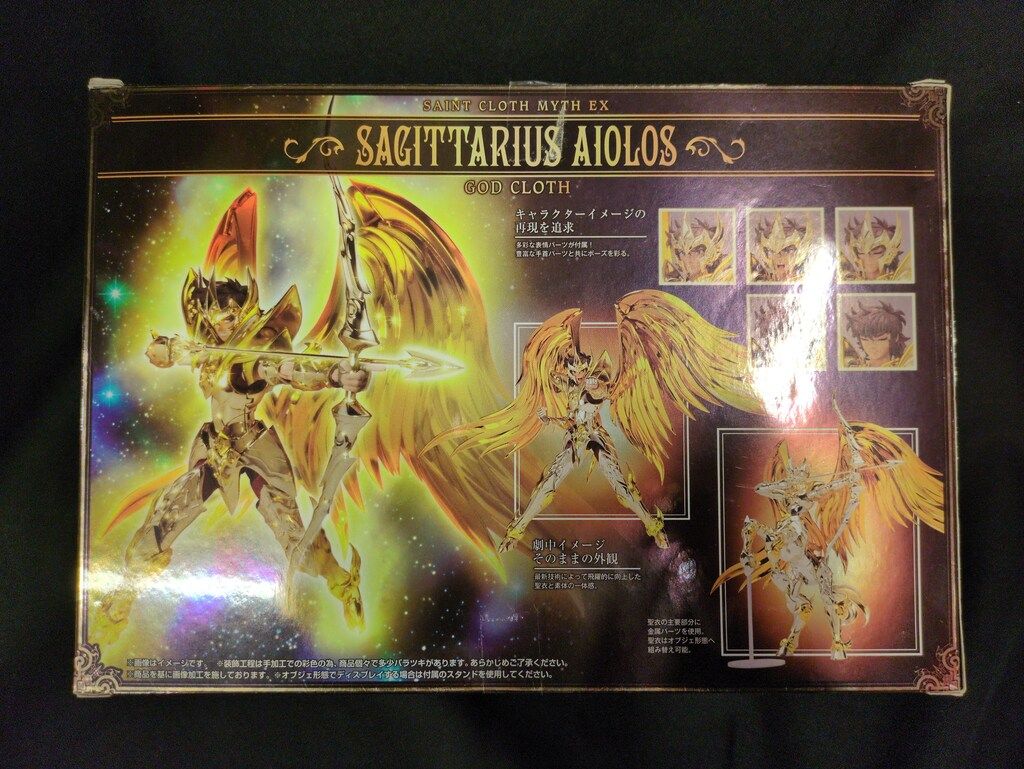 SAINT CLOTH MYTH EX
SAGITTARIUS AIOLOS
GOD CLOTH
キャラクターイメージの
再現を追求
多彩な表情パーツが付属！
豊富な手首パーツと共にポーズを彩る。
劇中イメージ
そのままの外観
最新技術によって飛躍的に向上した
聖衣と素体の一体感。
聖衣の主要部分に
金属パーツを使用。
聖衣はオブジェ形態へ
組み替え可能。
※画像はイメージです。 ※装飾工程は手加工での彩色の為、商品個々で多少バラツキがあります。あらかじめご了承ください。
※商品を基に画像加工を施しております。 ※オブジェ形態でディスプレイする場合は付属のスタンドを使用してください。